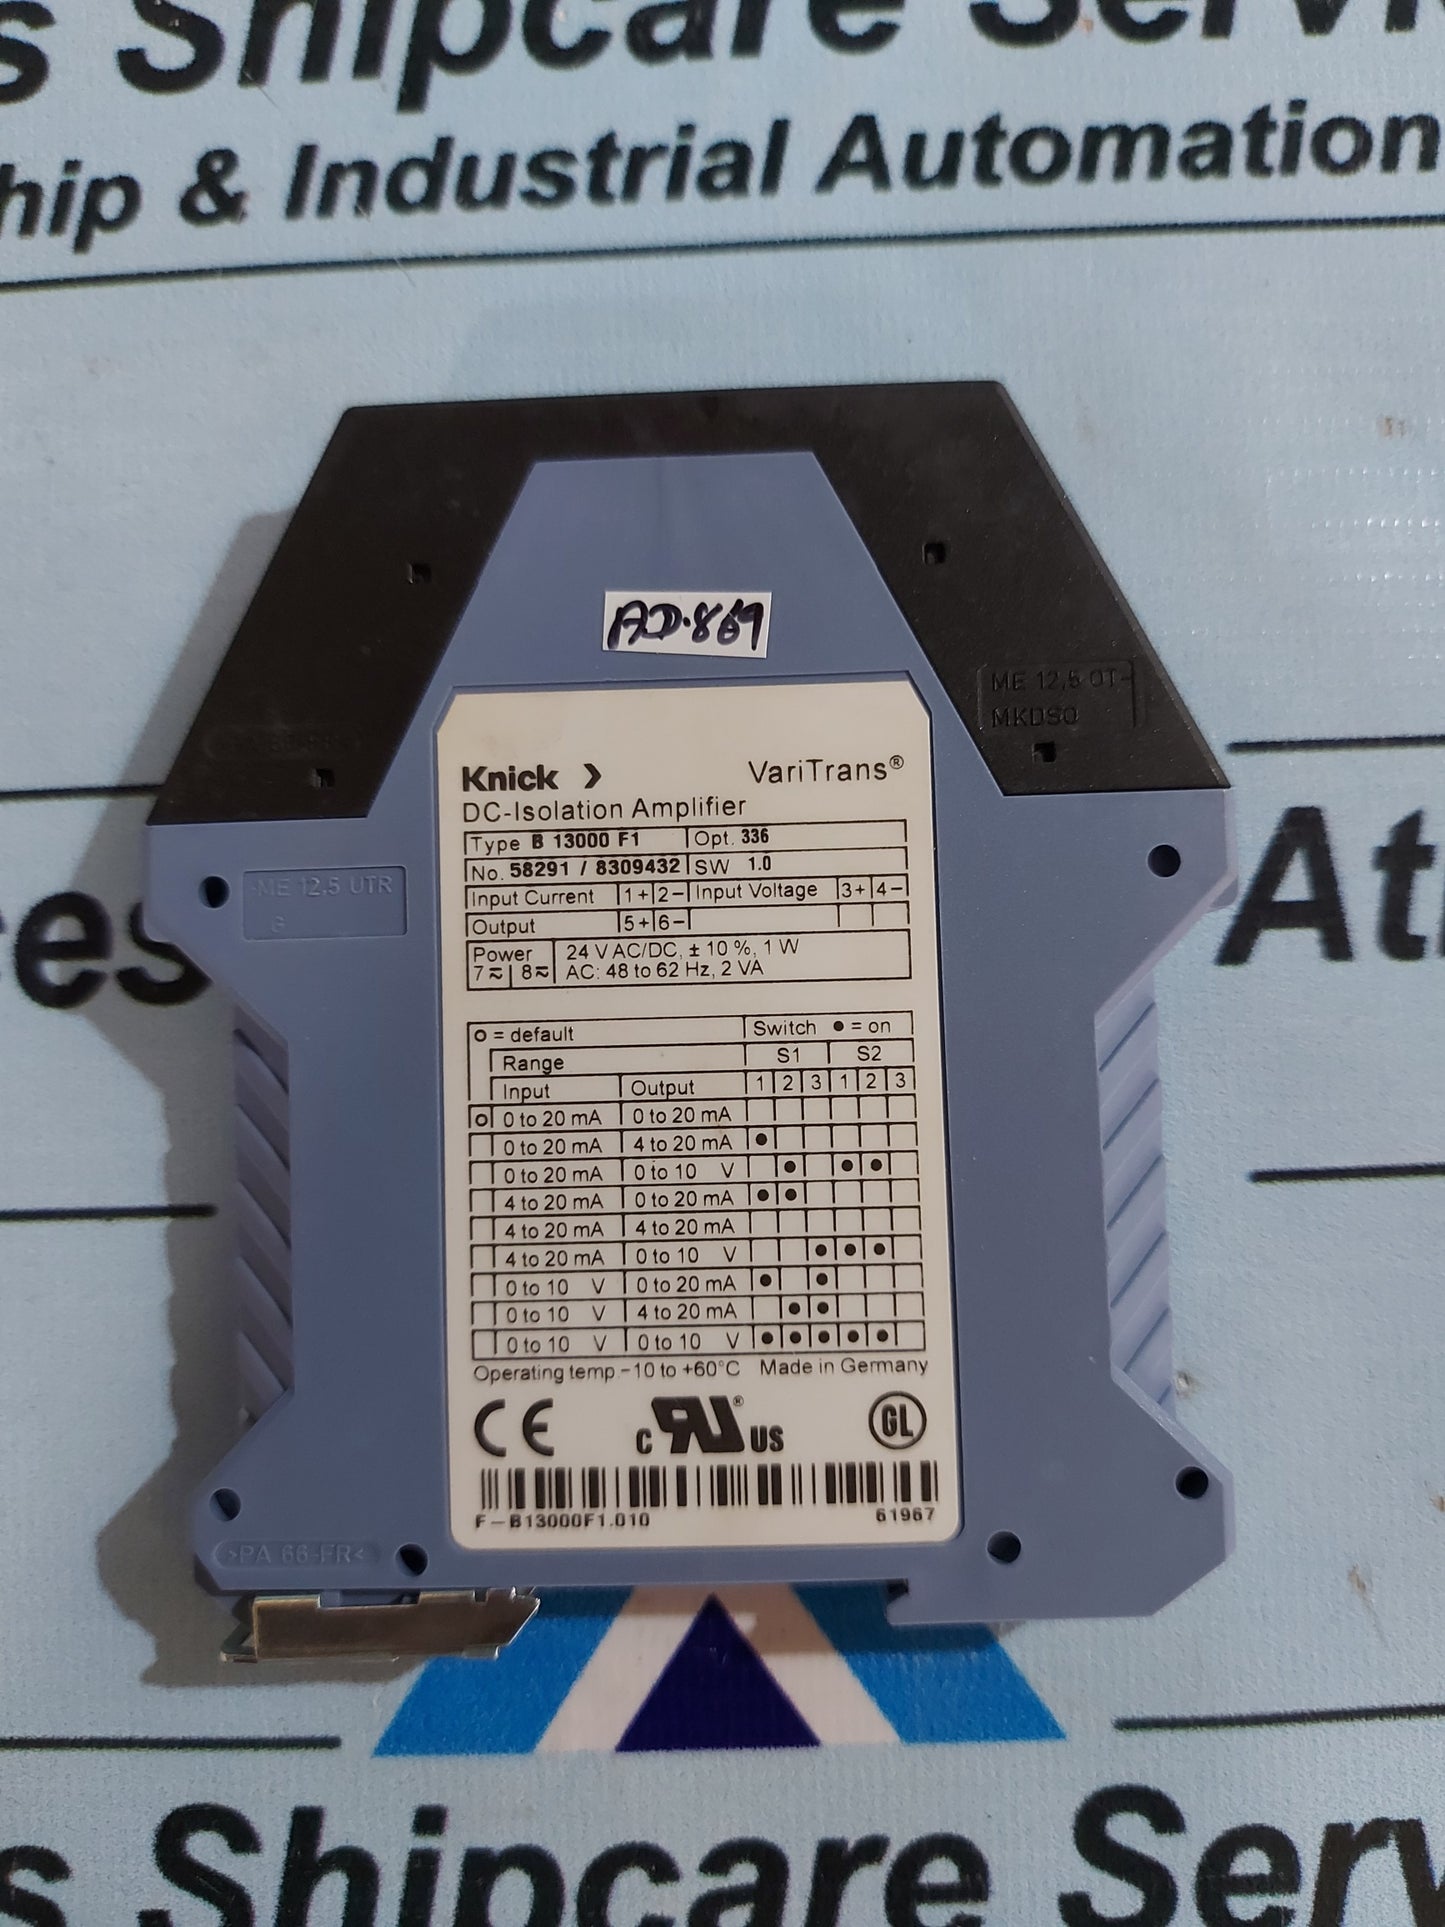 s Shipcare Servi
hip & Industrial Automation
AD.869
ME 12,5 OT-
MKDSO
Knick VariTrans®
DC-Isolation Amplifier
Type B 13000 F1 Opt. 336
No. 58291 / 8309432 SW 1.0
Input Current 1+ 2- Input Voltage 3+ 4-
Output 5+ 6-
Power 24 V AC/DC, ± 10 %, 1 W
7 ≂ 8 ≂ AC: 48 to 62 Hz, 2 VA
ME 12,5 UTR
G
ces
Atl
o = default Switch ● = on
Range S1 S2
Input Output 1 2 3 1 2 3
o 0 to 20 mA 0 to 20 mA
0 to 20 mA 4 to 20 mA ●
0 to 20 mA 0 to 10 V ● ● ●
4 to 20 mA 0 to 20 mA ● ●
4 to 20 mA 4 to 20 mA
4 to 20 mA 0 to 10 V ● ● ●
0 to 10 V 0 to 20 mA ● ●
0 to 10 V 4 to 20 mA ● ●
0 to 10 V 0 to 10 V ● ● ● ● ●
Operating temp.-10 to +60°C Made in Germany
CE c RU ® US GL
F-B13000F1.010 61967
>PA 66-FR<
s Shipcare Serv